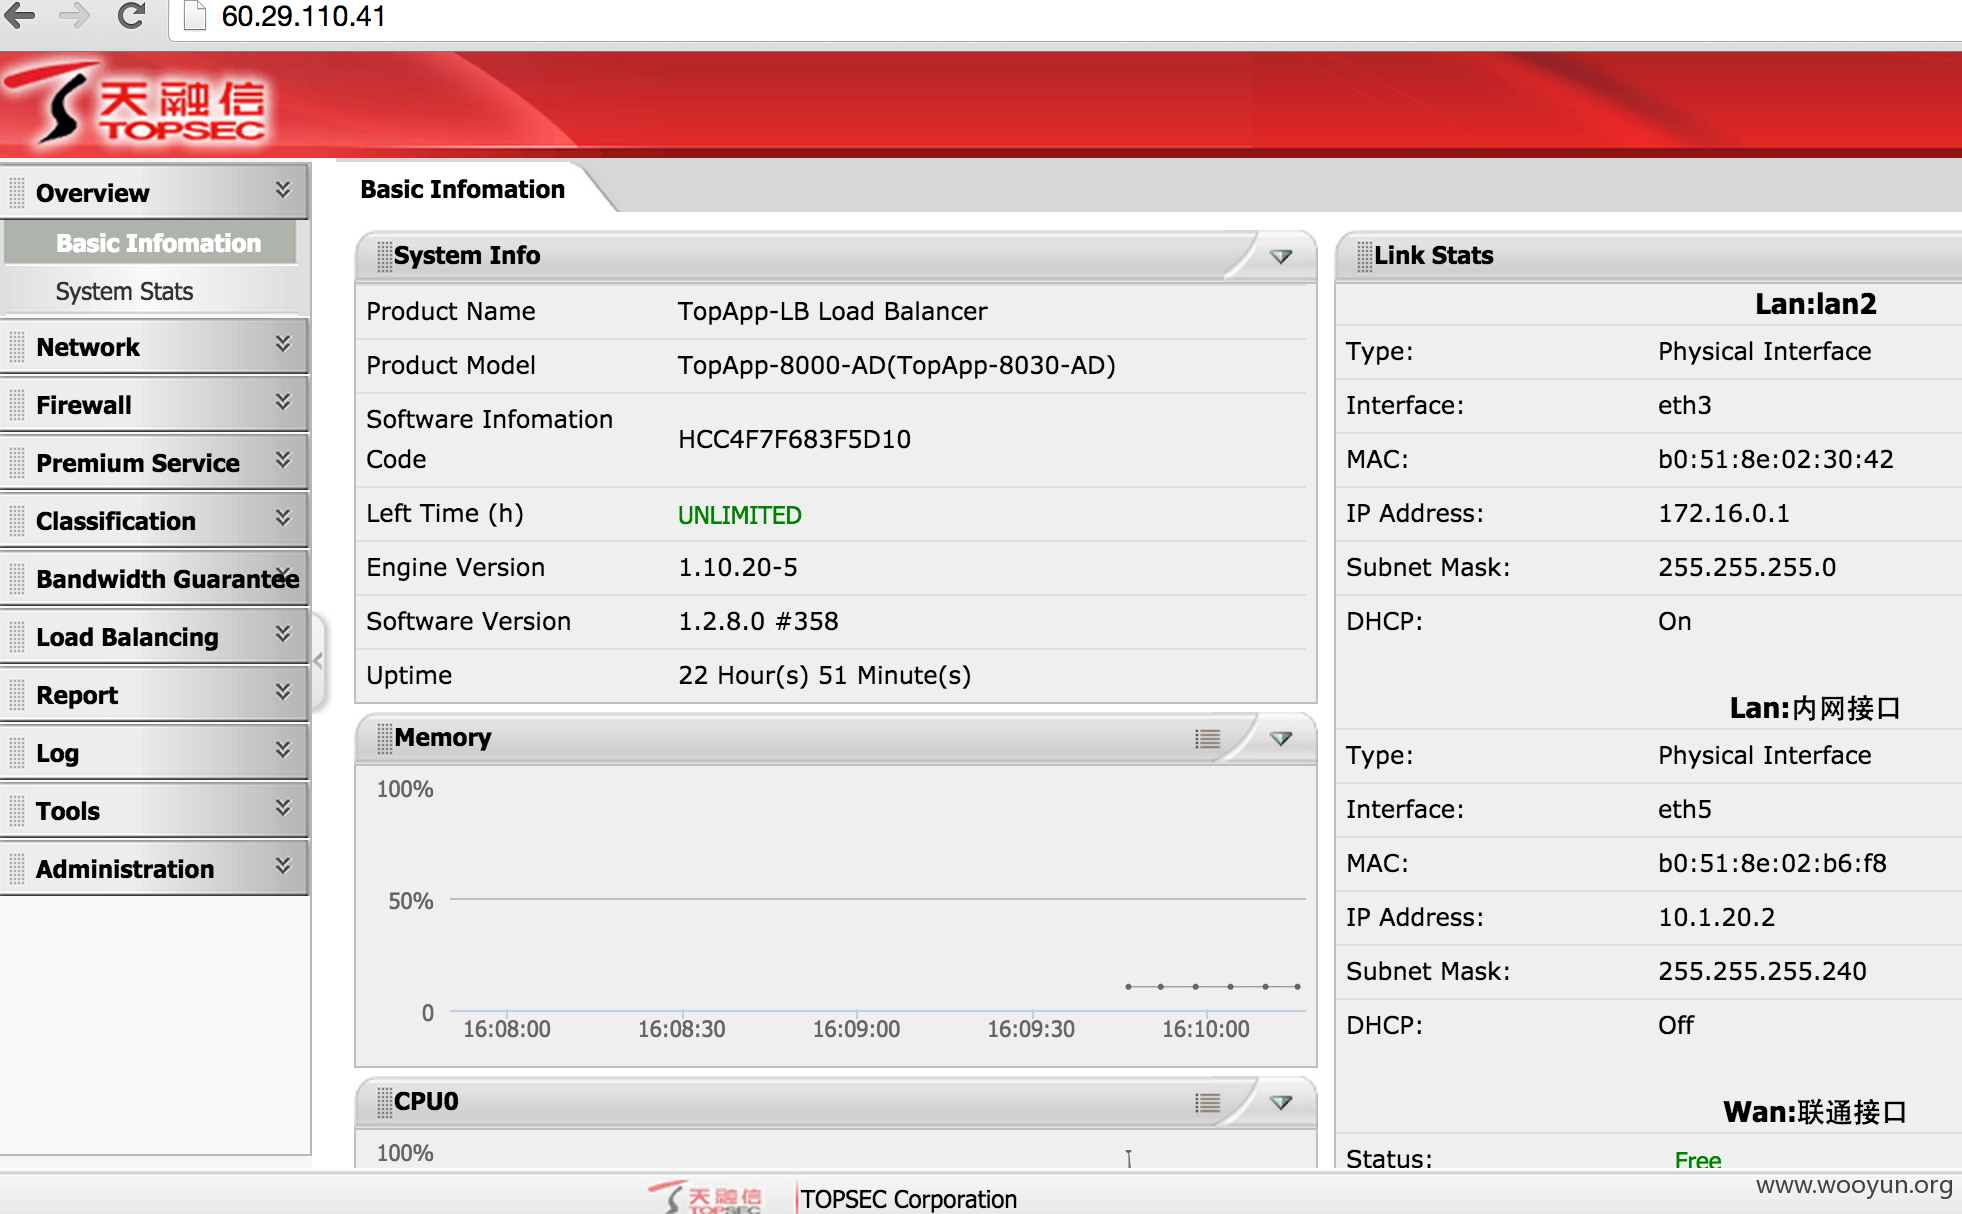 60.29.110.41
天融信
TOPSEC
Overview
Basic Infomation
System Stats
Network
Firewall
Premium Service
Classification
Bandwidth Guarantee
Load Balancing
Report
Log
Tools
Administration
Basic Infomation
System Info
Product Name TopApp-LB Load Balancer
Product Model TopApp-8000-AD(TopApp-8030-AD)
Software Infomation Code HCC4F7F683F5D10
Left Time (h) UNLIMITED
Engine Version 1.10.20-5
Software Version 1.2.8.0 #358
Uptime 22 Hour(s) 51 Minute(s)
Memory
100%
50%
0
16:08:00 16:08:30 16:09:00 16:09:30 16:10:00
CPU0
100%
Link Stats
Lan:lan2
Type: Physical Interface
Interface: eth3
MAC: b0:51:8e:02:30:42
IP Address: 172.16.0.1
Subnet Mask: 255.255.255.0
DHCP: On
Lan:内网接口
Type: Physical Interface
Interface: eth5
MAC: b0:51:8e:02:b6:f8
IP Address: 10.1.20.2
Subnet Mask: 255.255.255.240
DHCP: Off
Wan:联通接口
Status: Free
天融信
TOPSEC
TOPSEC Corporation
www.wooyun.org